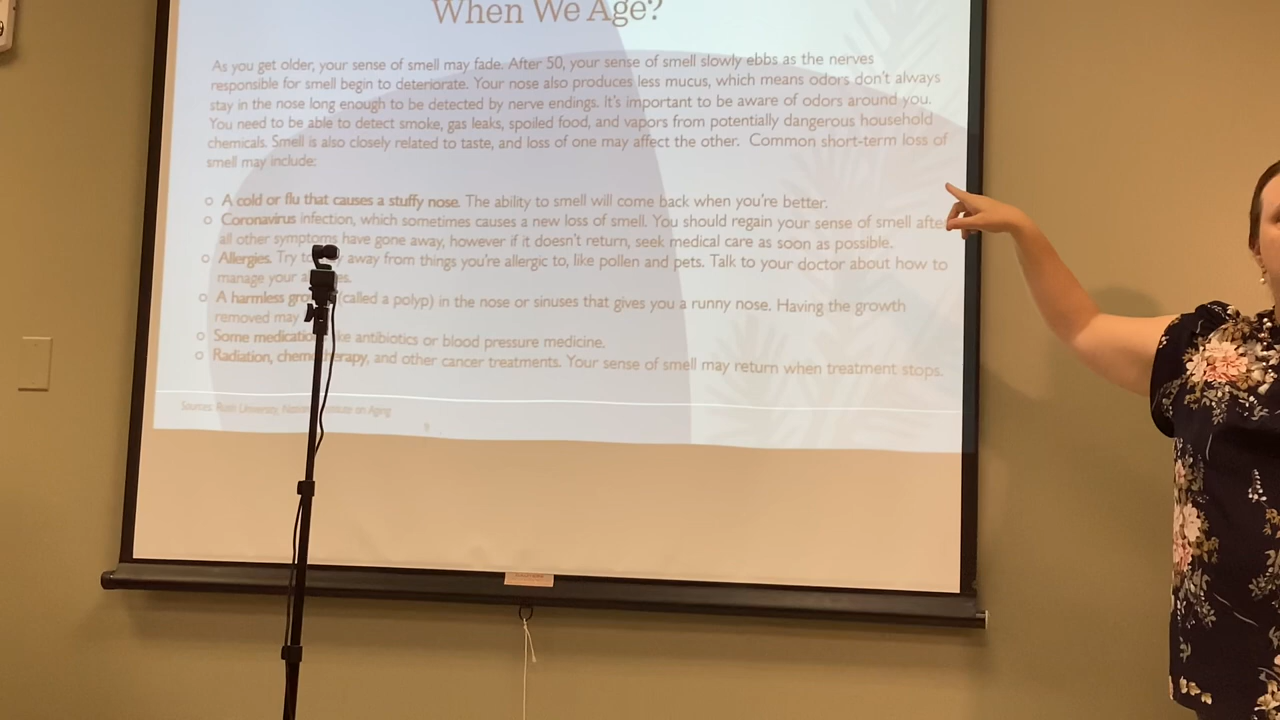 When We Age?
As you get older, your sense of smell may fade. After 50, your sense of smell slowly ebbs as the nerves
responsible for smell begin to deteriorate. Your nose also produces less mucus, which means odors don't always
stay in the nose long enough to be detected by nerve endings. It's important to be aware of odors around you.
You need to be able to detect smoke, gas leaks, spoiled food, and vapors from potentially dangerous household
chemicals. Smell is also closely related to taste, and loss of one may affect the other. Common short-term loss of
smell may include:
o A cold or flu that causes a stuffy nose. The ability to smell will come back when you're better.
o Coronavirus infection, which sometimes causes a new loss of smell. You should regain your sense of smell afte
all other symptoms have gone away, however if it doesn't return, seek medical care as soon as possible.
o Allergies. Try to away from things you're allergic to, like pollen and pets. Talk to your doctor about how to
manage your
o A harmless (called a polyp) in the nose or sinuses that gives you a runny nose. Having the growth
removed may
o Some antibiotics or blood pressure medicine.
o Radiation, and other cancer treatments. Your sense of smell may return when treatment stops.
Sources: Rush University, on Aging